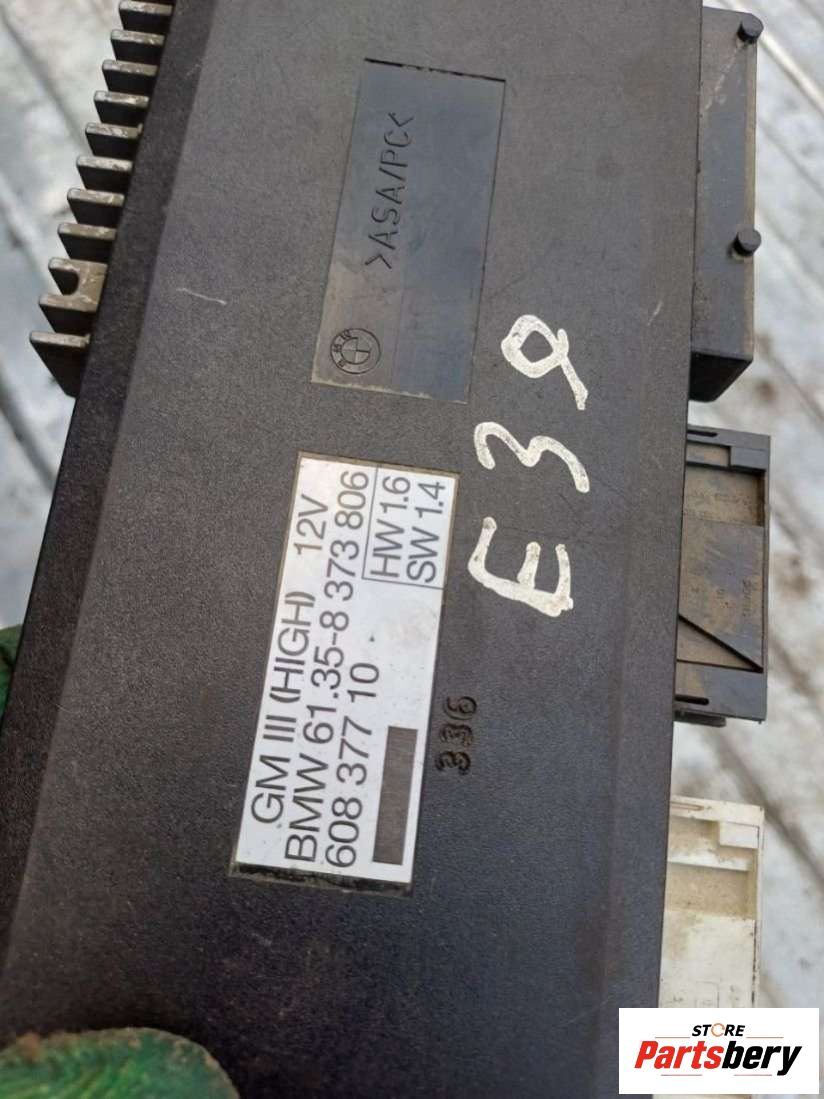 >ASA/PC<
E39
GM III (HIGH) 12V
BMW 61.35-8 373 806
608 377 10
HW 1.6
SW 1.4
336
STORE
Partsbery